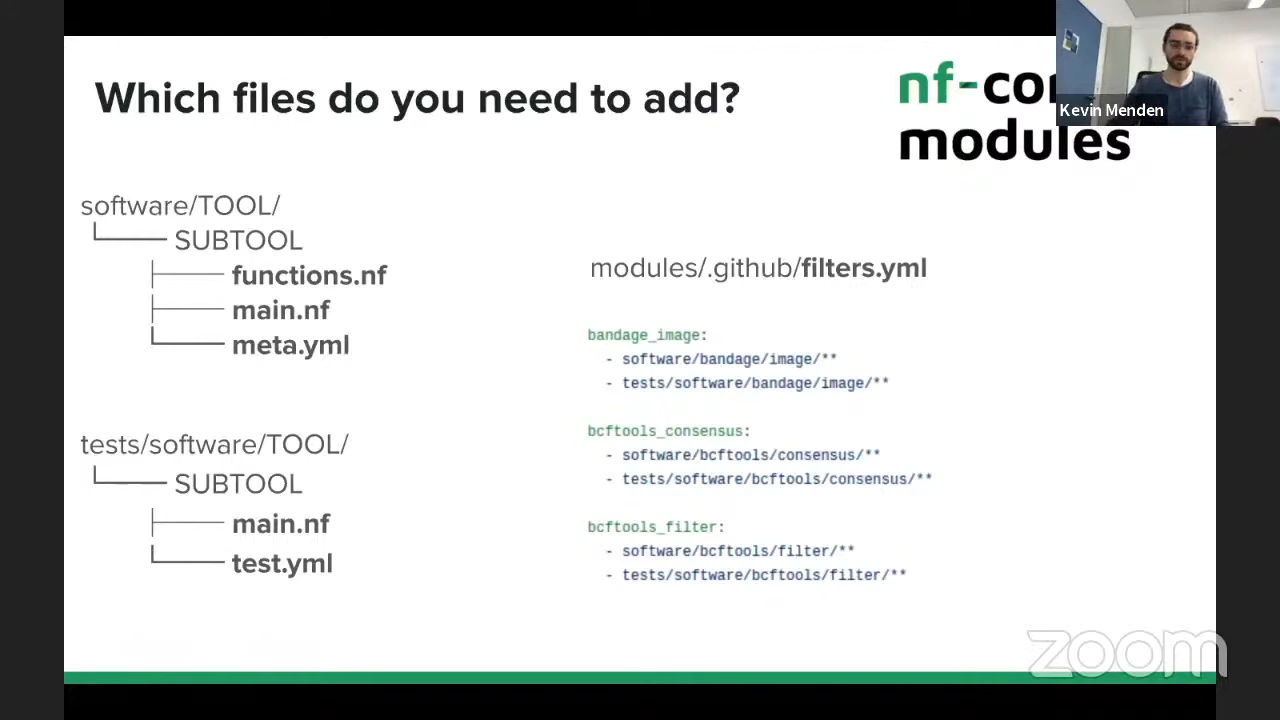 Which files do you need to add?
nf-co
modules
Kevin Menden
software/TOOL/
SUBTOOL
functions.nf
main.nf
meta.yml
tests/software/TOOL/
SUBTOOL
main.nf
test.yml
modules/.github/filters.yml
bandage_image:
- software/bandage/image/**
- tests/software/bandage/image/**
bcftools_consensus:
- software/bcftools/consensus/**
- tests/software/bcftools/consensus/**
bcftools_filter:
- software/bcftools/filter/**
- tests/software/bcftools/filter/**
zoom